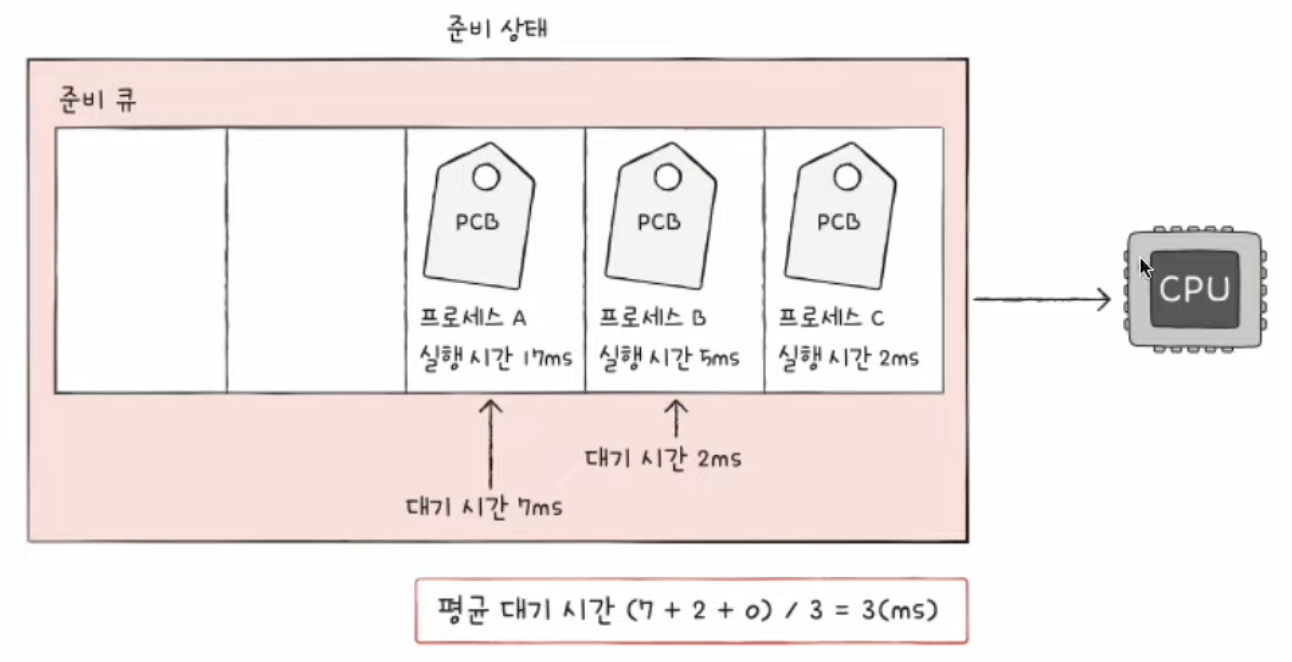 준비 상태
준비 큐
PCB
PCB
PCB
프로세스 A
실행 시간 17ms
프로세스 B
실행 시간 5ms
프로세스 C
실행 시간 2ms
CPU
대기 시간 2ms
대기 시간 7ms
평균 대기 시간 (7 + 2 + 0) / 3 = 3(ms)